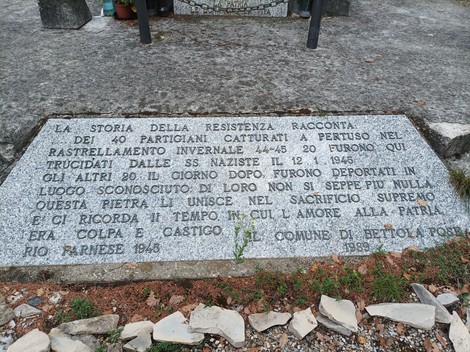 LA STORIA DELLA RESISTENZA RACCONTA
DEI 40 PARTIGIANI CATTURATI A PERTUSO NEL
RASTRELLAMENTO INVERNALE 44-45 20 FURONO QUI
TRUCIDATI DALLE SS. NAZISTE IL 12.1.1945
GLI ALTRI 20 IL GIORNO DOPO, FURONO DEPORTATI IN
LUOGO SCONOSCIUTO: DI LORO NON SI SEPPE PIU NULLA
QUESTA PIETRA LI UNISCE NEL SACRIFICIO SUPREMO
E' CI RICORDA IL TEMPO IN CUI L'AMORE ALLA PATRIA,
ERA COLPA E CASTIGO. IL COMUNE DI BETTOLA POSE
RIO FARNESE 1945 1989